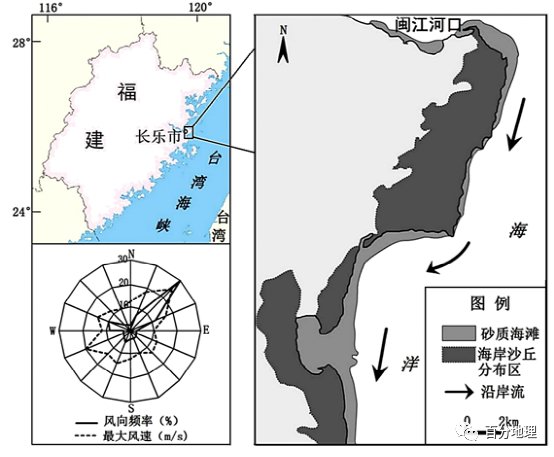 116°
120°
28°
24°
福
建
长乐市
台
湾
海
峡
台
湾
N
30
20
10
W
E
S
风向频率(%)
最大风速(m/s)
闽江河口
N
海
洋
图 例
砂质海滩
海岸沙丘
分布区
沿岸流
0 2km
百分地理